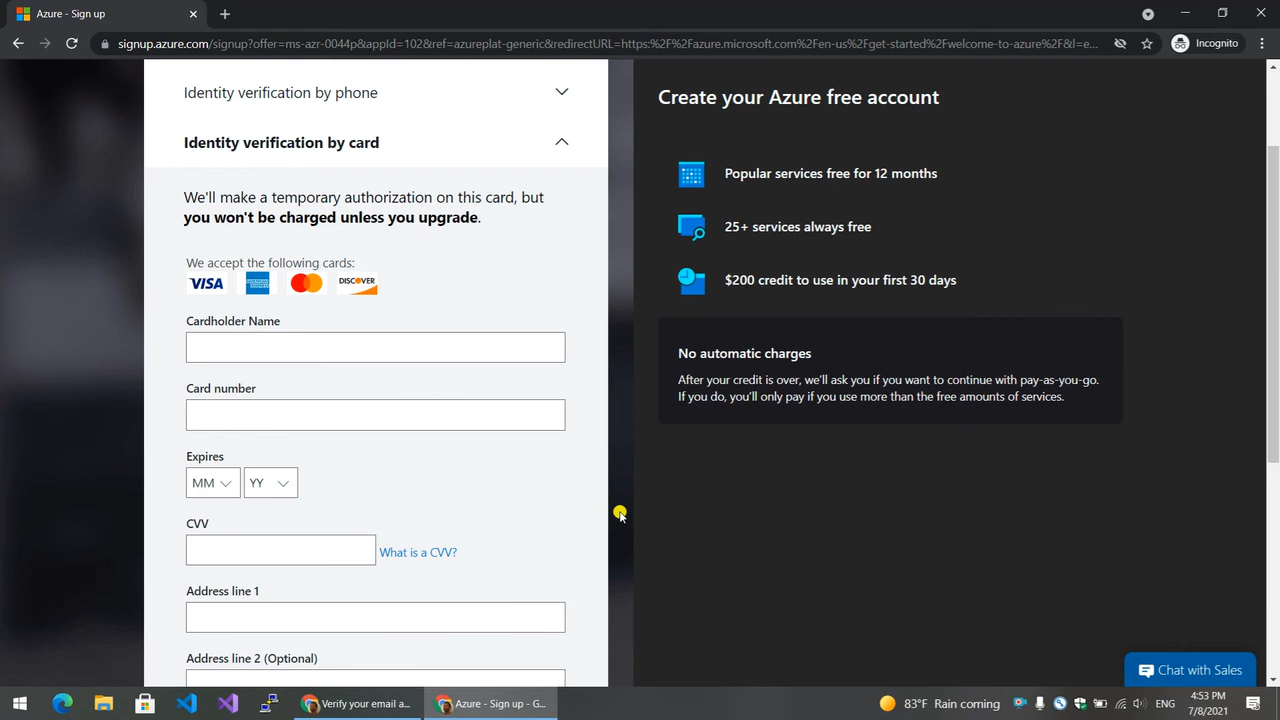 Azure - Sign up
signup.azure.com/signup?offer=ms-azr-0044p&appId=102&ref=azureplat-generic&redirectURL=https:%2F%2Fazure.microsoft.com%2Fen-us%2Fget-started%2Fwelcome-to-azure%2F&l=e...
Incognito
Identity verification by phone
Identity verification by card
We'll make a temporary authorization on this card, but
you won't be charged unless you upgrade.
We accept the following cards:
VISA
AMERICAN EXPRESS
DISCOVER
Cardholder Name
Card number
Expires
MM
YY
CVV
What is a CVV?
Address line 1
Address line 2 (Optional)
Create your Azure free account
Popular services free for 12 months
25+ services always free
$200 credit to use in your first 30 days
No automatic charges
After your credit is over, we'll ask you if you want to continue with pay-as-you-go.
If you do, you'll only pay if you use more than the free amounts of services.
Chat with Sales
Verify your email a...
Azure - Sign up - G...
83°F Rain coming
ENG
4:53 PM
7/8/2021